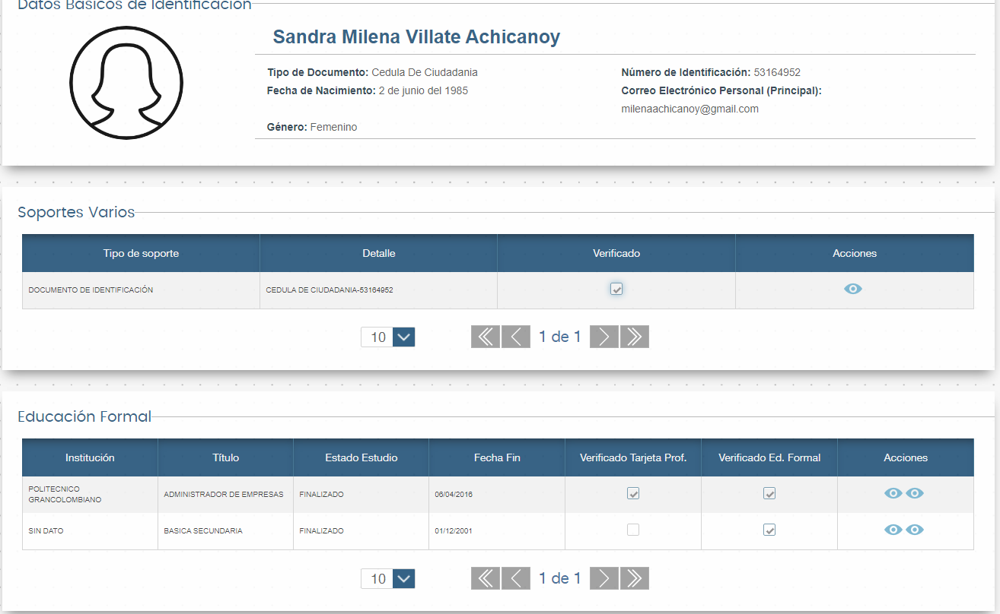 Datos Básicos de Identificación
Sandra Milena Villate Achicanoy
Tipo de Documento: Cedula De Ciudadania
Número de Identificación: 53164952
Fecha de Nacimiento: 2 de junio del 1985
Correo Electrónico Personal (Principal):
milenaachicanoy@gmail.com
Género: Femenino
Soportes Varios
Tipo de soporte Detalle Verificado Acciones
DOCUMENTO DE IDENTIFICACIÓN CEDULA DE CIUDADANIA-53164952
10 1 de 1
Educación Formal
Institución Título Estado Estudio Fecha Fin Verificado Tarjeta Prof. Verificado Ed. Formal Acciones
POLITECNICO
GRANCOLOMBIANO
ADMINISTRADOR DE EMPRESAS FINALIZADO 06/04/2016
SIN DATO BASICA SECUNDARIA FINALIZADO 01/12/2001
10 1 de 1